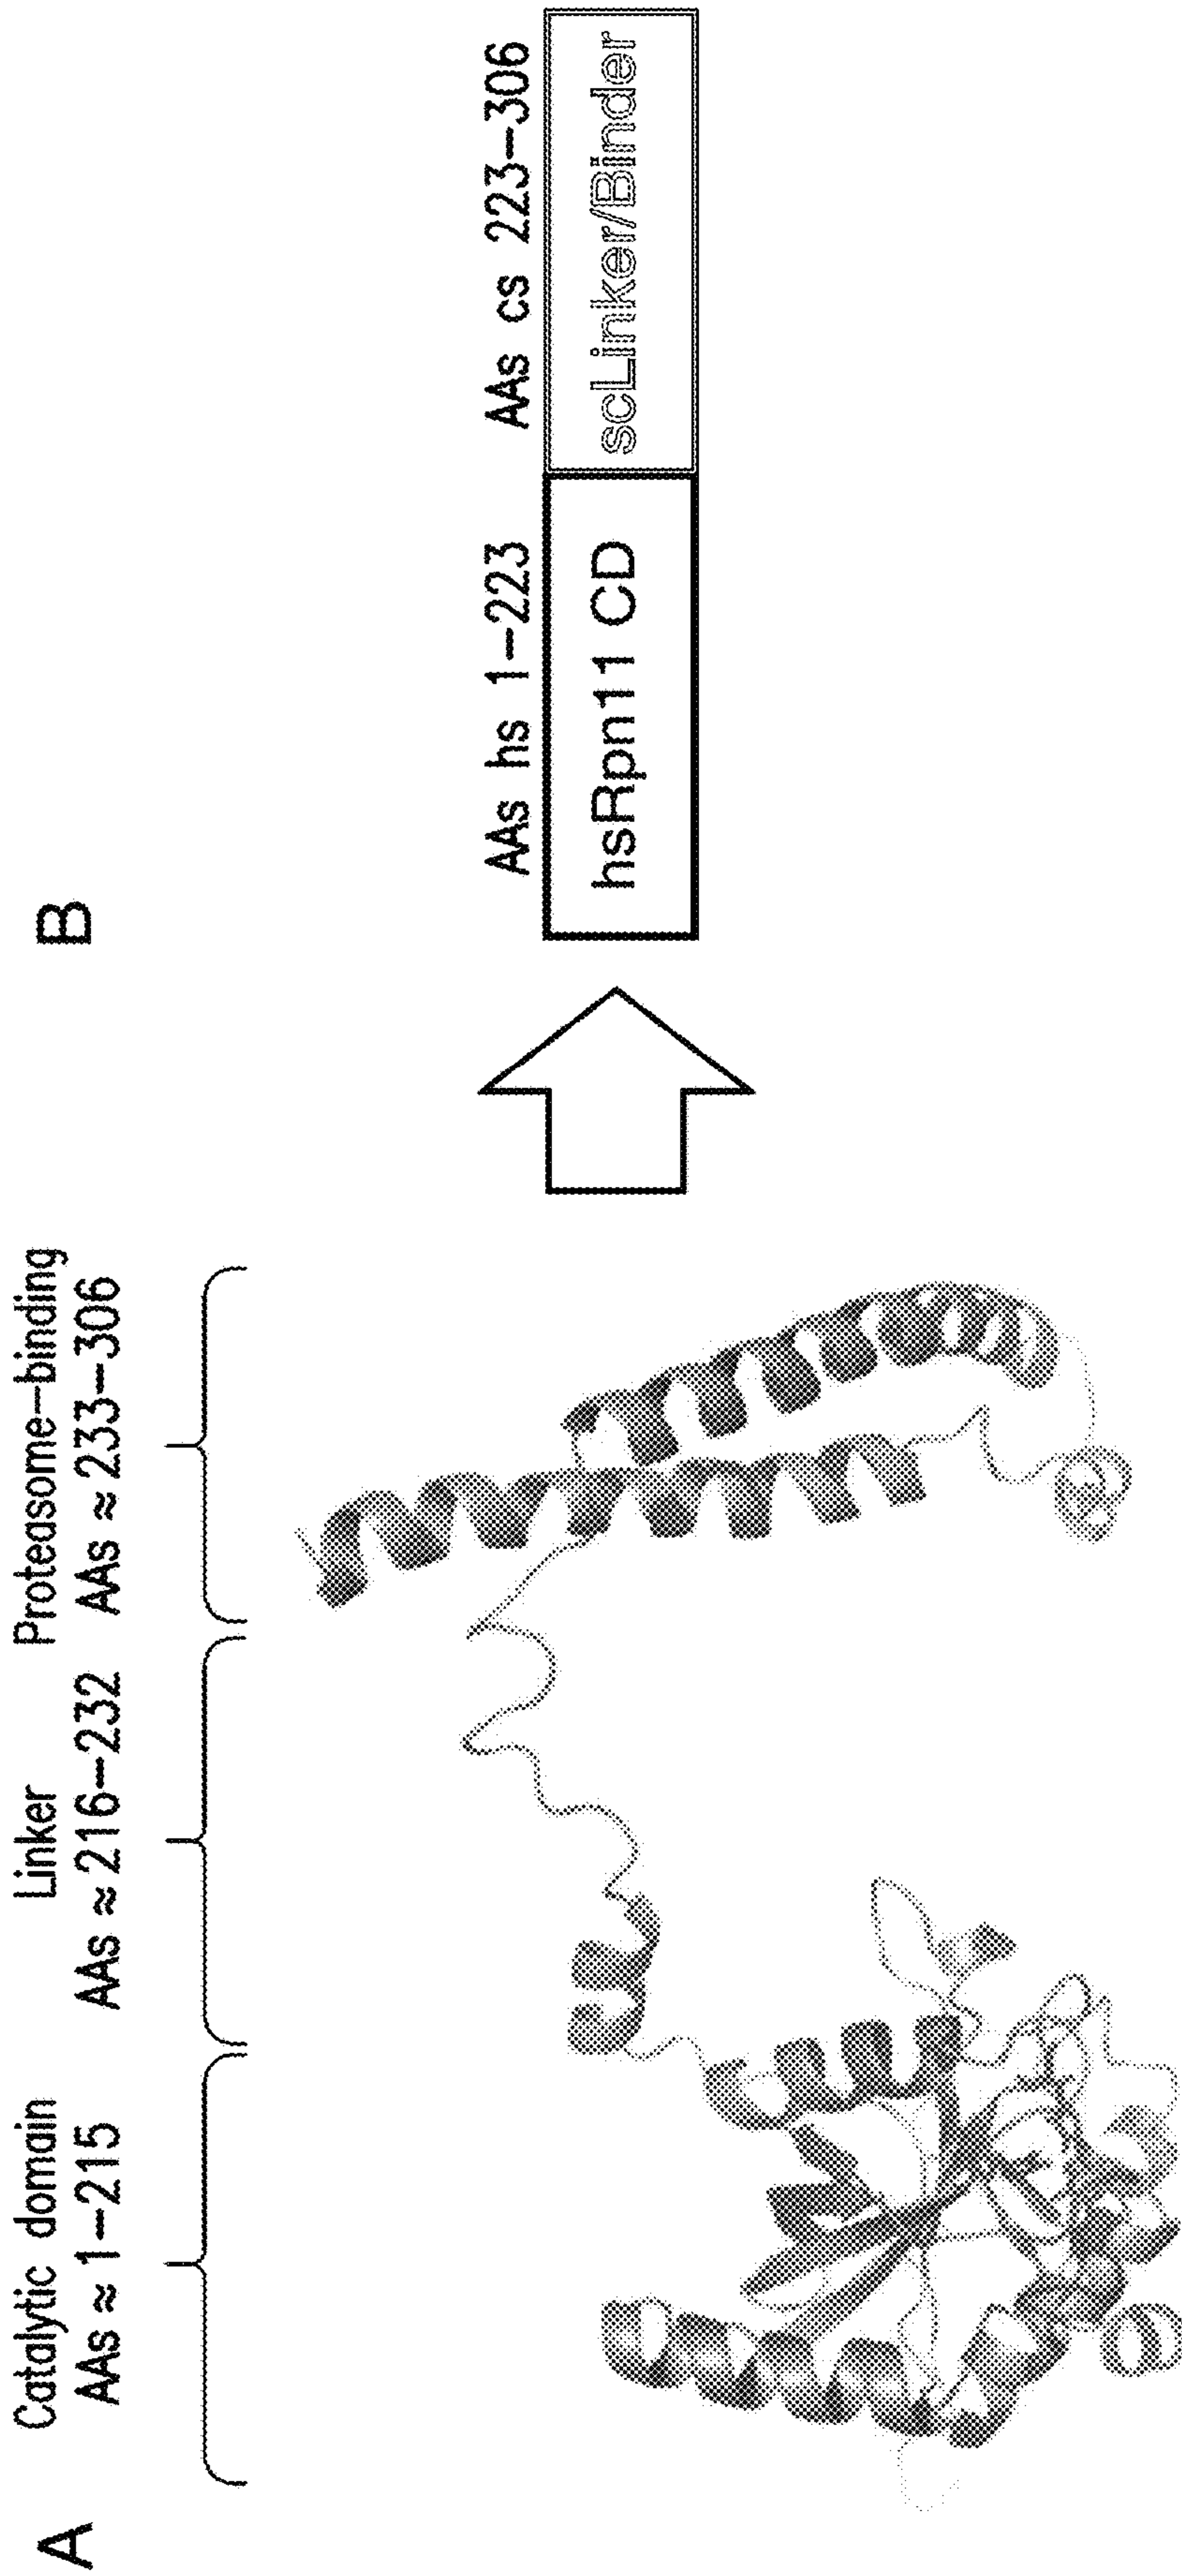 A
Catalytic domain
AAs ≈ 1–215
Linker
AAs ≈ 216–232
Proteasome–binding
AAs ≈ 233–306
B
AAs hs 1–223
AAs cs 223–306
hsRpn11 CD
scLinker/Binder